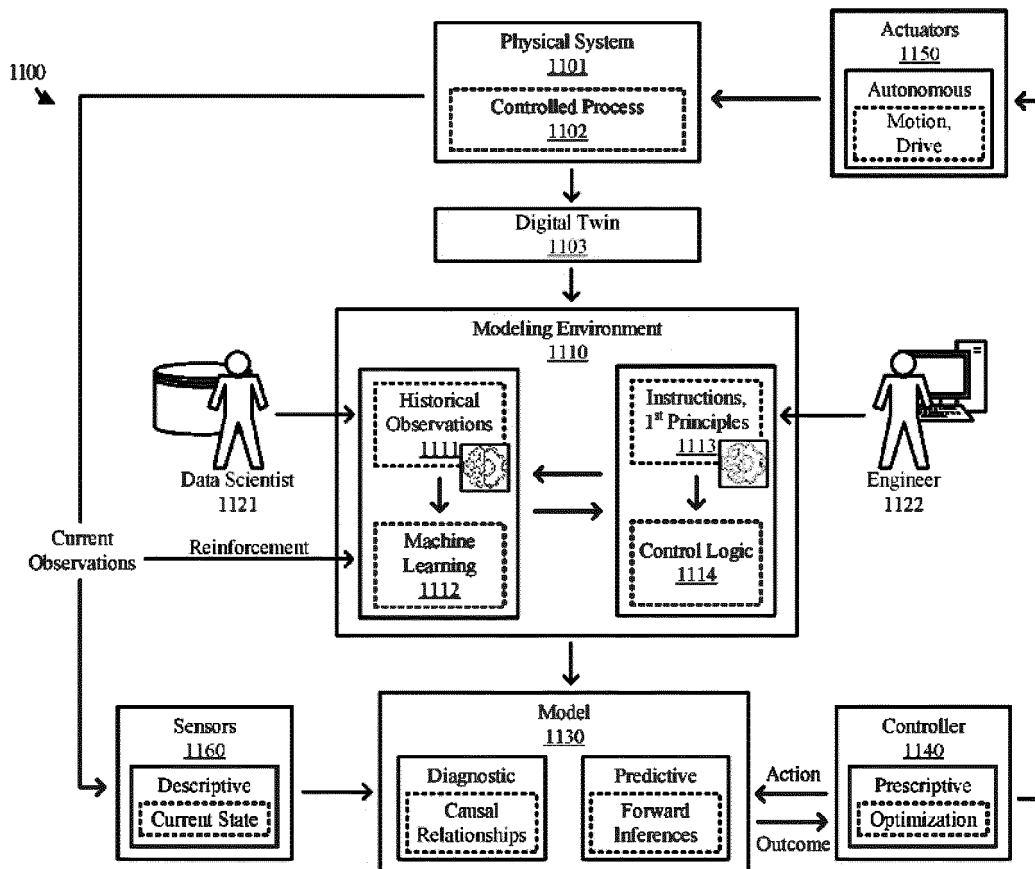 1100
Physical System
1101
Controlled Process
1102
Actuators
1150
Autonomous
Motion,
Drive
Digital Twin
1103
Modeling Environment
1110
Historical
Observations
1111
Machine
Learning
1112
Instructions,
1st Principles
1113
Control Logic
1114
Data Scientist
1121
Engineer
1122
Current
Observations
Reinforcement
Sensors
1160
Descriptive
Current State
Model
1130
Diagnostic
Causal
Relationships
Predictive
Forward
Inferences
Action
Outcome
Controller
1140
Prescriptive
Optimization